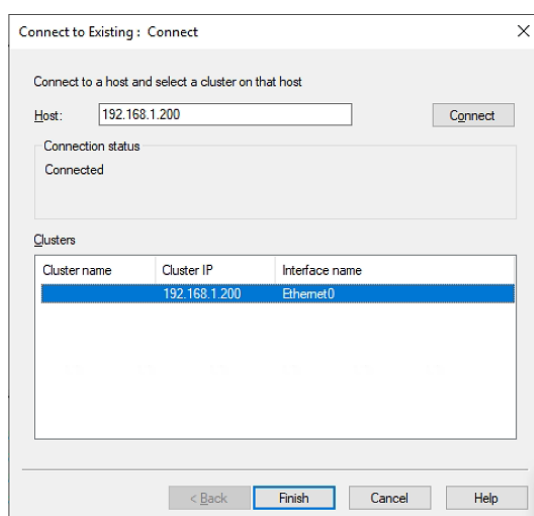 Connect to Existing : Connect
Connect to a host and select a cluster on that host
Host: 192.168.1.200 Connect
Connection status
Connected
Clusters
Cluster name Cluster IP Interface name
192.168.1.200 Ethernet0
< Back Finish Cancel Help